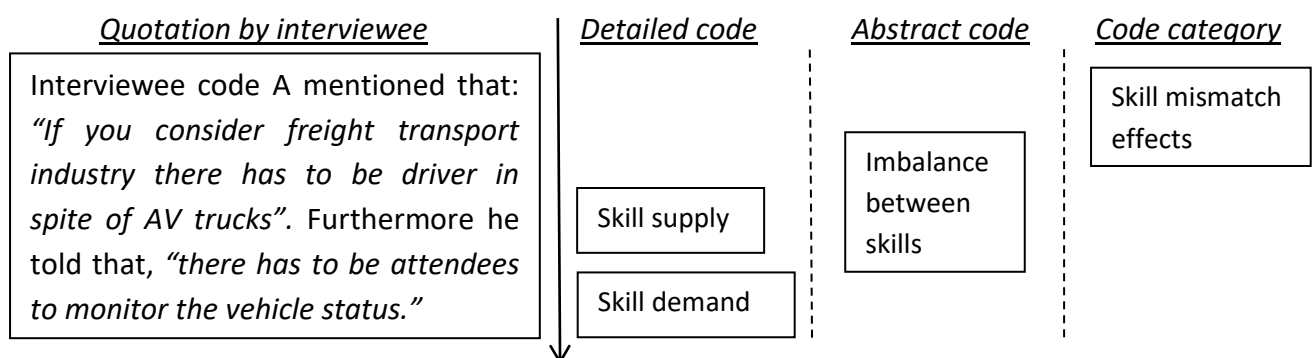 Quotation by interviewee
Detailed code
Abstract code
Code category
Interviewee code A mentioned that:
“If you consider freight transport
industry there has to be driver in
spite of AV trucks”. Furthermore he
told that, “there has to be attendees
to monitor the vehicle status.”
Skill supply
Skill demand
Imbalance
between
skills
Skill mismatch
effects